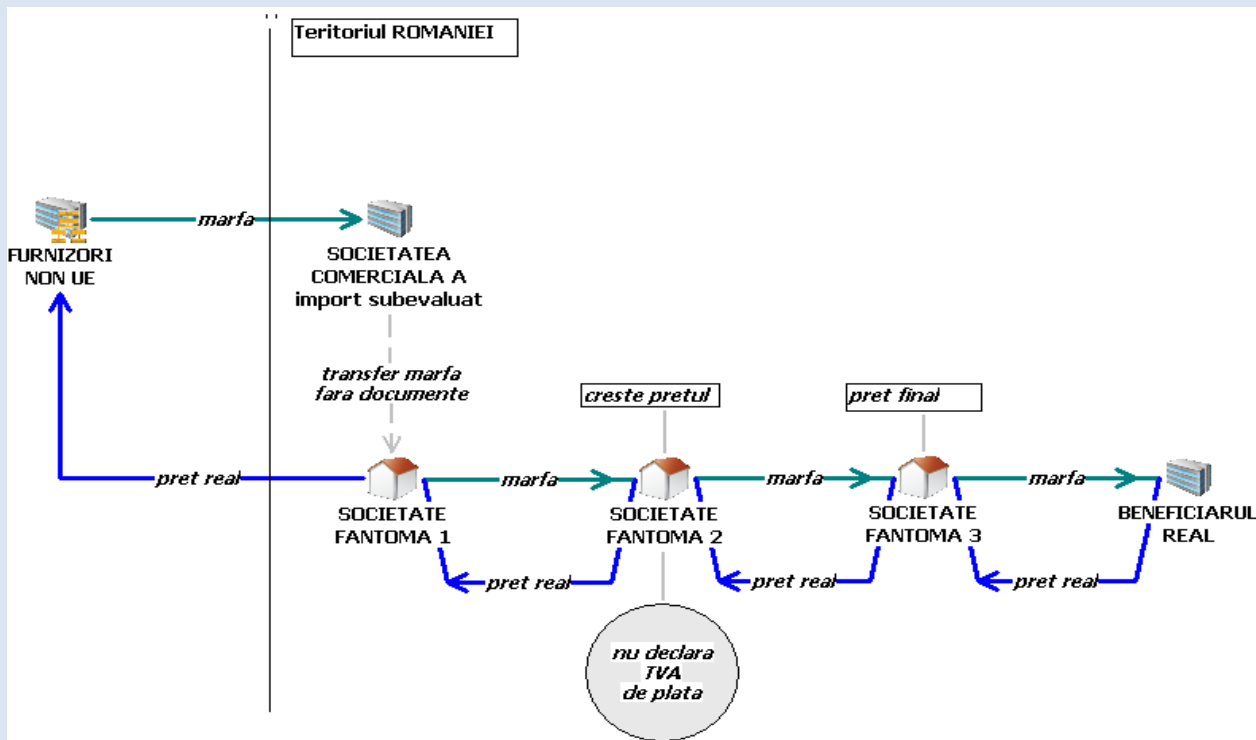 Teritoriul ROMANIEI
marfa
FURNIZORI
NON UE
SOCIETATEA
COMERCIALA A
import subevaluat
transfer marfa
fara documente
creste pretul
pret final
pret real
marfa
marfa
marfa
SOCIETATE
FANTOMA 1
SOCIETATE
FANTOMA 2
SOCIETATE
FANTOMA 3
BENEFICIARUL
REAL
pret real
pret real
pret real
nu declara
TVA
de plata